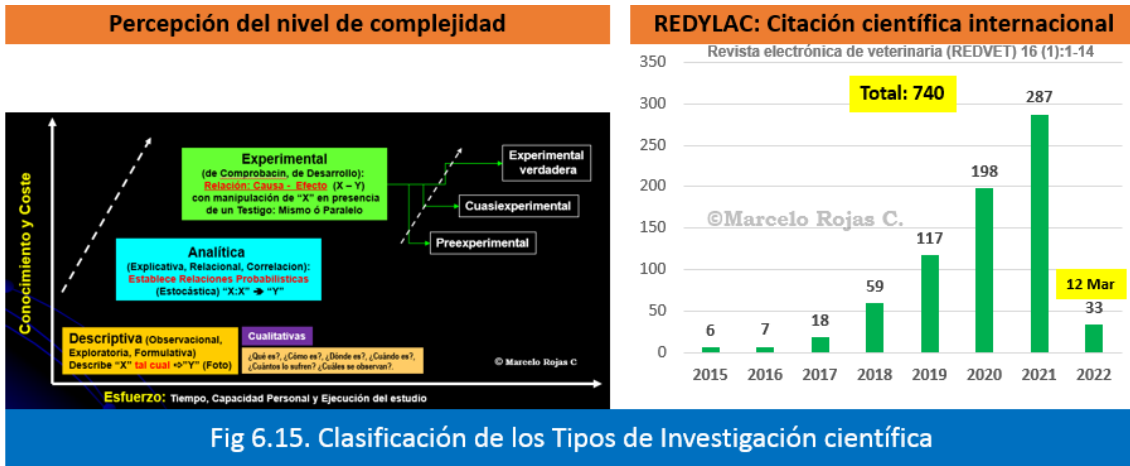 Percepción del nivel de complejidad
Conocimiento y Coste
Experimental
(de Comprobacin, de Desarrollo):
Relación: Causa - Efecto (X – Y)
con manipulación de “X” en presencia
de un Testigo: Mismo ó Paralelo
Experimental
verdadera
Cuasiexperimental
Preexperimental
Analítica
(Explicativa, Relacional, Correlacion):
Establece Relaciones Probabilísticas
(Estocástica) “X:X” ➔ “Y”
Descriptiva (Observacional,
Exploratoria, Formulativa)
Describe “X” tal cual ➪“Y” (Foto)
Cualitativas
¿Qué es?, ¿Cómo es?, ¿Dónde es?, ¿Cuándo es?,
¿Cuántos lo sufren? ¿Cuáles se observan?.
© Marcelo Rojas C
Esfuerzo: Tiempo, Capacidad Personal y Ejecución del estudio
REDYLAC: Citación científica internacional
Revista electrónica de veterinaria (REDVET) 16 (1):1-14
350
300
250
200
150
100
50
0
Total: 740
©Marcelo Rojas C.
6
7
18
59
117
198
287
12 Mar
33
2015 2016 2017 2018 2019 2020 2021 2022
Fig 6.15. Clasificación de los Tipos de Investigación científica